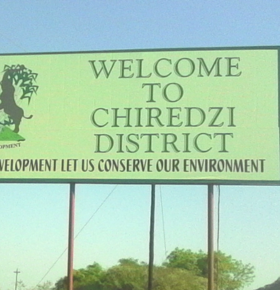 WELCOME
TO
CHIREDZI
DISTRICT
VELOPMENT LET US CONSERVE OUR ENVIRONMENT